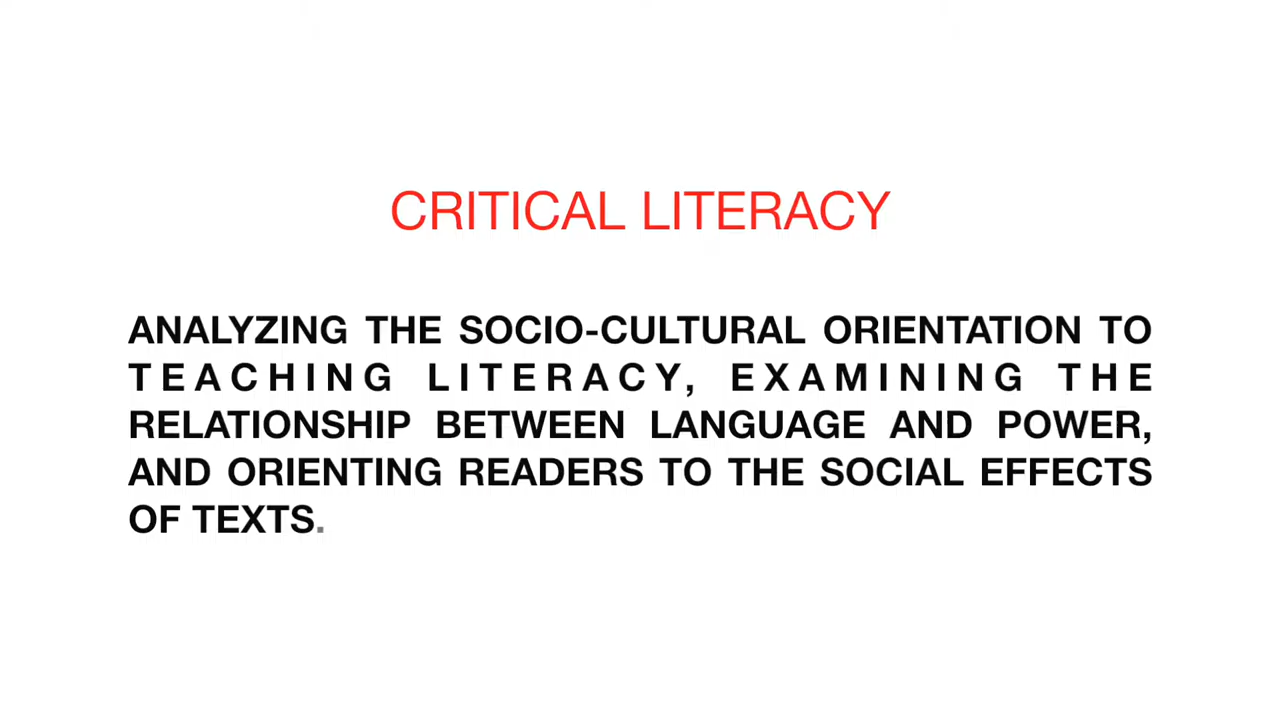 CRITICAL LITERACY
ANALYZING THE SOCIO-CULTURAL ORIENTATION TO
TEACHING LITERACY, EXAMINING THE
RELATIONSHIP BETWEEN LANGUAGE AND POWER,
AND ORIENTING READERS TO THE SOCIAL EFFECTS
OF TEXTS.